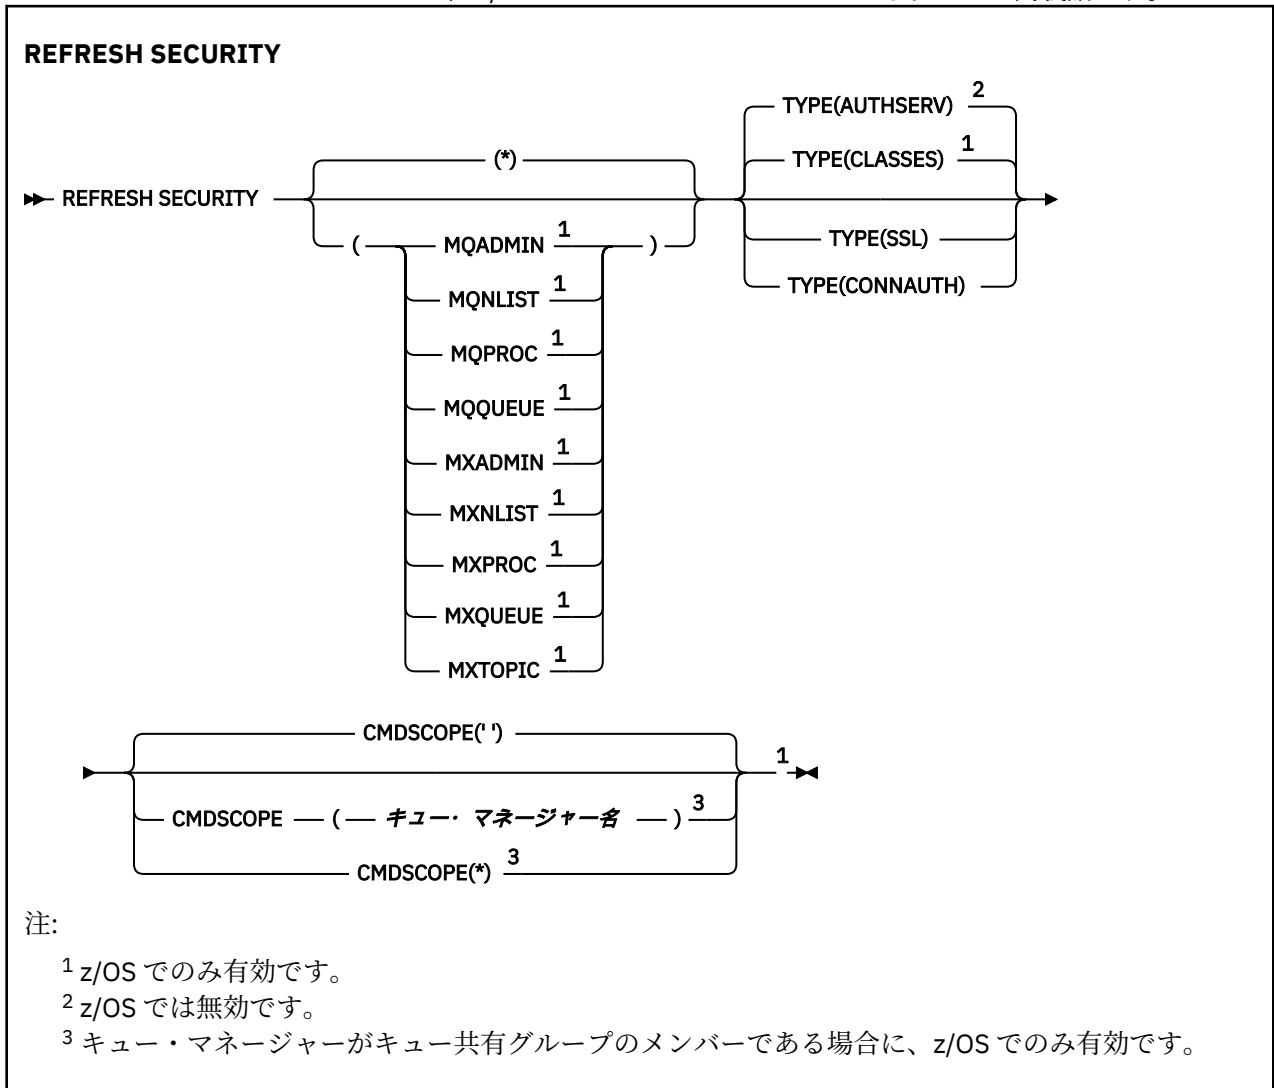 REFRESH SECURITY
TYPE(AUTHSERV) 2
(*)
TYPE(CLASSES) 1
REFRESH SECURITY
TYPE(SSL)
( MQADMIN 1 )
TYPE(CONNAUTH)
MQNLIST 1
MQPROC 1
MQQUEUE 1
MXADMIN 1
MXNLIST 1
MXPROC 1
MXQUEUE 1
MXTOPIC 1
CMDSCOPE(' ')
1
CMDSCOPE ( キュー・マネージャー名 ) 3
CMDSCOPE(*) 3
注:
1 z/OS でのみ有効です。
2 z/OS では無効です。
3 キュー・マネージャーがキュー共有グループのメンバーである場合に、z/OS でのみ有効です。